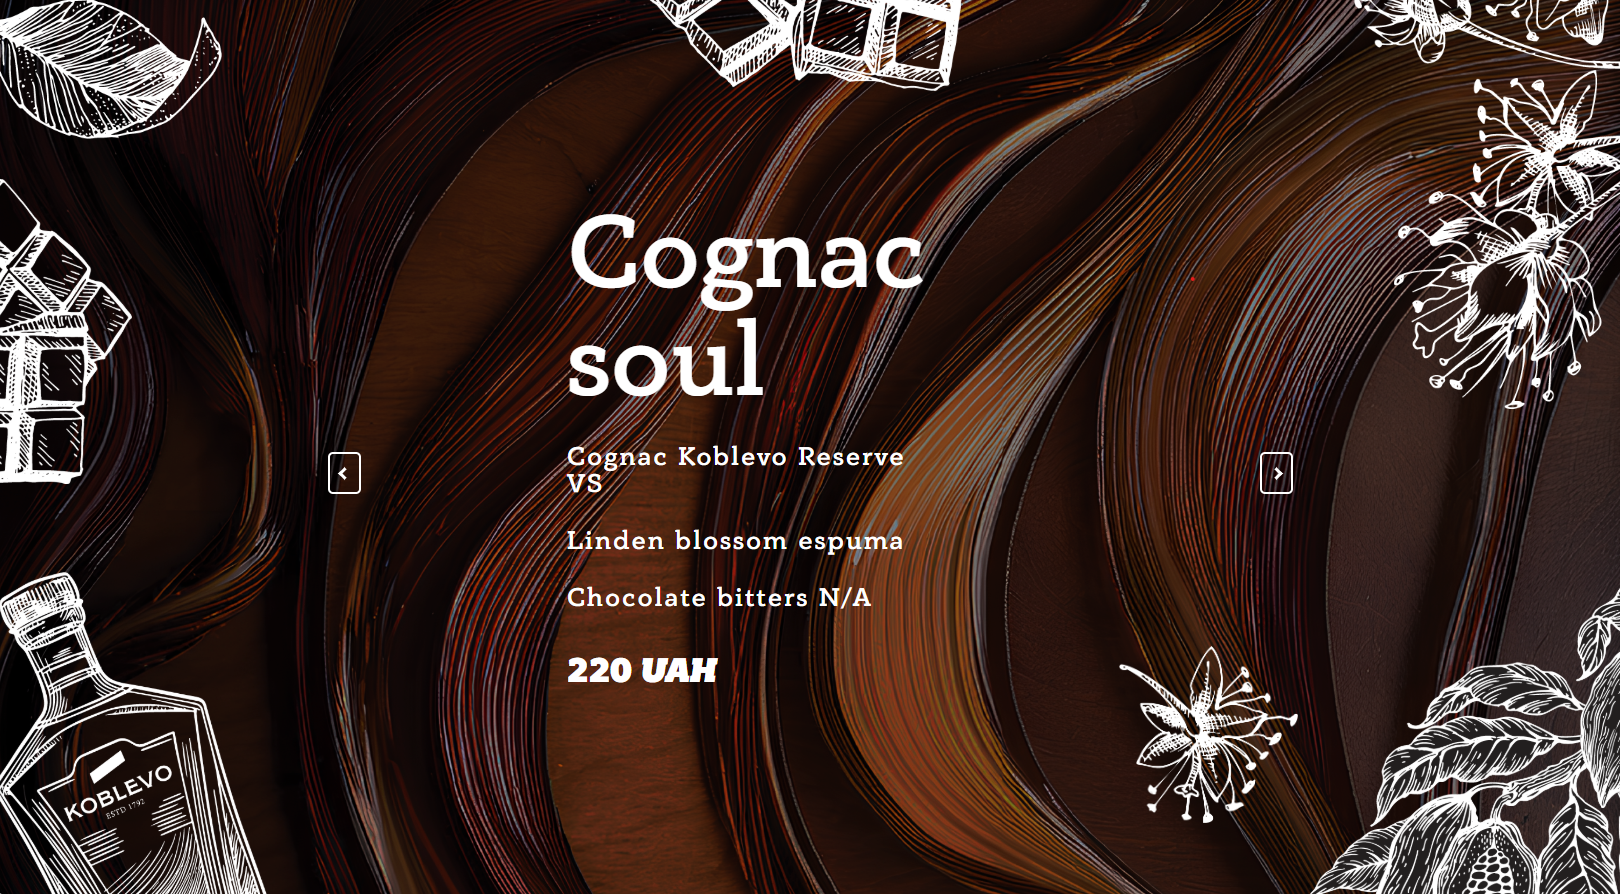 Cognac
soul
Cognac Koblevo Reserve
VS
Linden blossom espuma
Chocolate bitters N/A
220 UAH
KOBLEVO
ESTD 1792